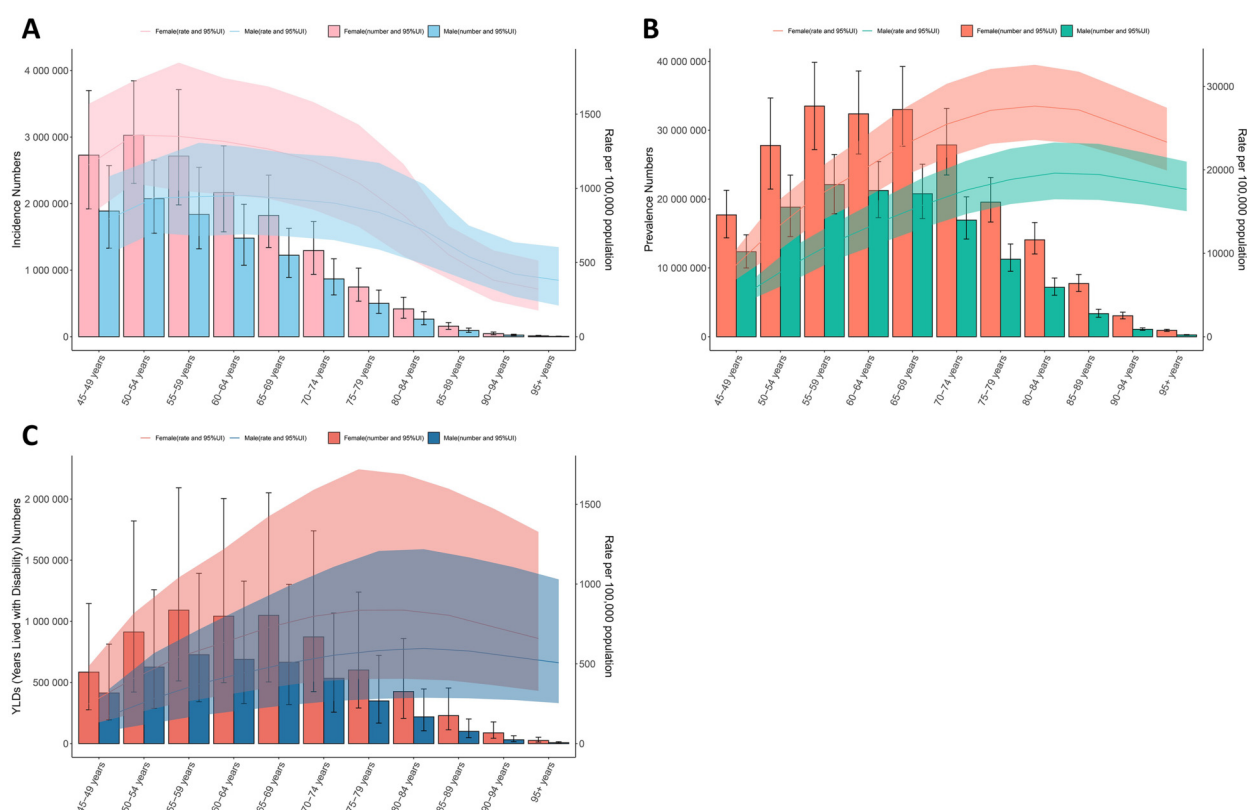 A
Female(rate and 95%UI) Male(rate and 95%UI) Female(number and 95%UI) Male(number and 95%UI)
Incidence Numbers
4 000 000
3 000 000
2 000 000
1 000 000
0
1500
1000
500
0
Rate per 100,000 population
45−49 years
50−54 years
55−59 years
60−64 years
65−69 years
70−74 years
75−79 years
80−84 years
85−89 years
90−94 years
95+ years
B
Female(rate and 95%UI) Male(rate and 95%UI) Female(number and 95%UI) Male(number and 95%UI)
Prevalence Numbers
40 000 000
30 000 000
20 000 000
10 000 000
0
30000
20000
10000
0
Rate per 100,000 population
45−49 years
50−54 years
55−59 years
60−64 years
65−69 years
70−74 years
75−79 years
80−84 years
85−89 years
90−94 years
95+ years
C
Female(rate and 95%UI) Male(rate and 95%UI) Female(number and 95%UI) Male(number and 95%UI)
YLDs (Years Lived with Disability) Numbers
2 000 000
1 500 000
1 000 000
500 000
0
1500
1000
500
0
Rate per 100,000 population
45−49 years
50−54 years
55−59 years
60−64 years
65−69 years
70−74 years
75−79 years
80−84 years
85−89 years
90−94 years
95+ years